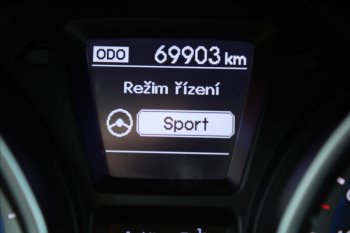 ODO 69903 km
Režim řízení
Sport